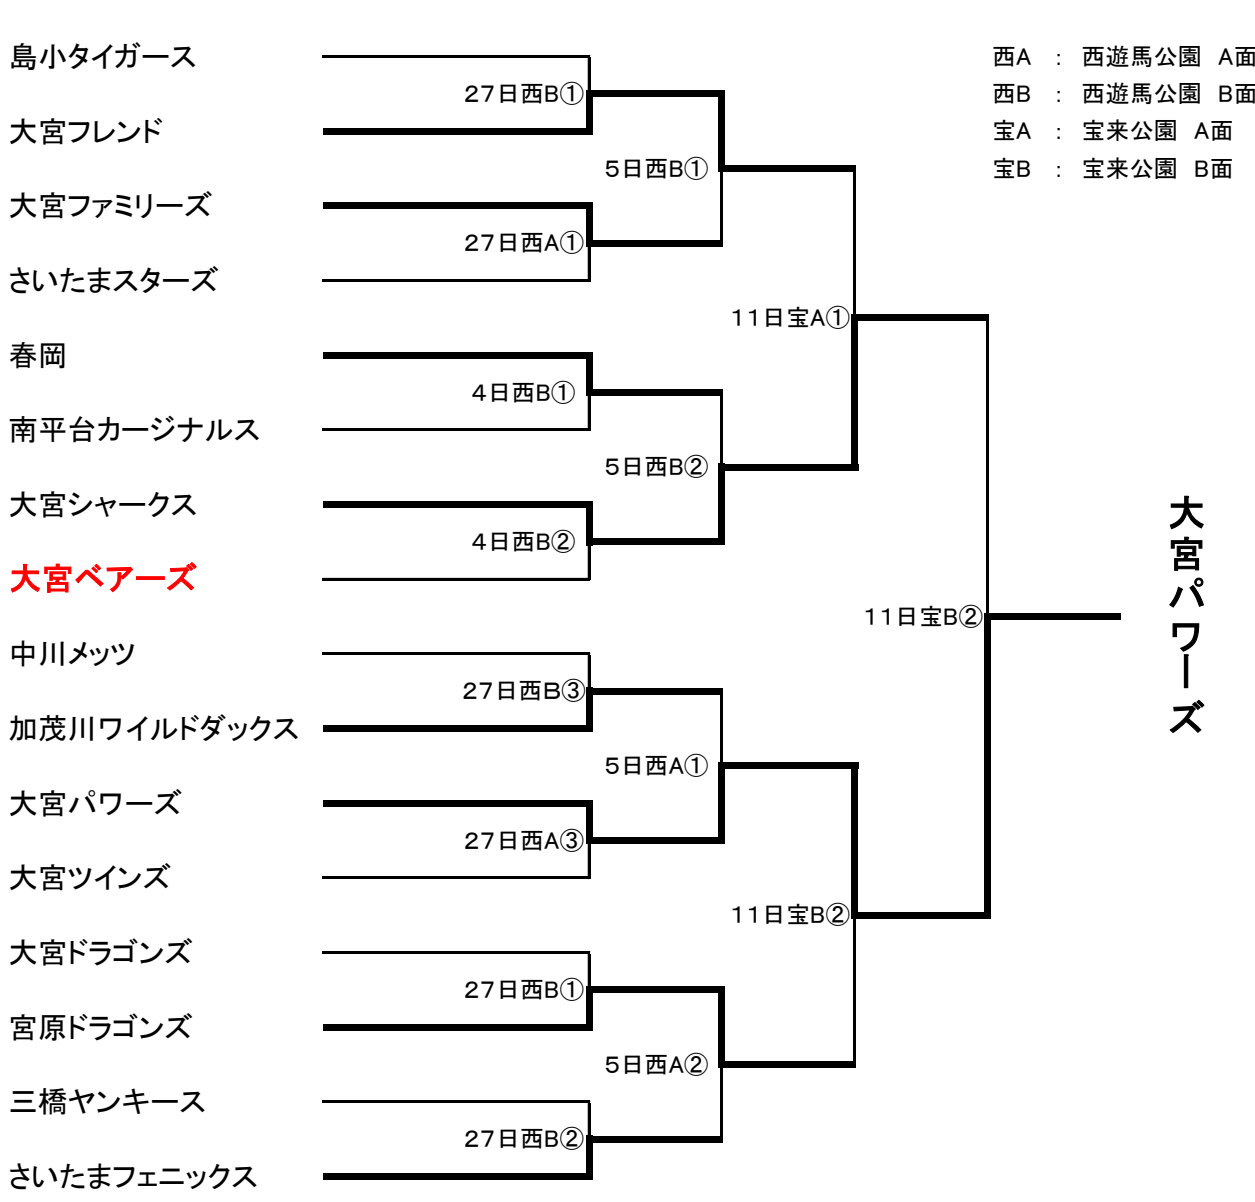 島小タイガース
大宮フレンド
大宮ファミリーズ
さいたまスターズ
春岡
南平台カージナルス
大宮シャークス
大宮ベアーズ
中川メッツ
加茂川ワイルドダックス
大宮パワーズ
大宮ツインズ
大宮ドラゴンズ
宮原ドラゴンズ
三橋ヤンキース
さいたまフェニックス
27日西B①
27日西A①
4日西B①
4日西B②
27日西B③
27日西A③
27日西B①
27日西B②
5日西B①
5日西B②
5日西A①
5日西A②
11日宝A①
11日宝B②
11日宝B②
大宮パワーズ
西A : 西遊馬公園 A面
西B : 西遊馬公園 B面
宝A : 宝来公園 A面
宝B : 宝来公園 B面